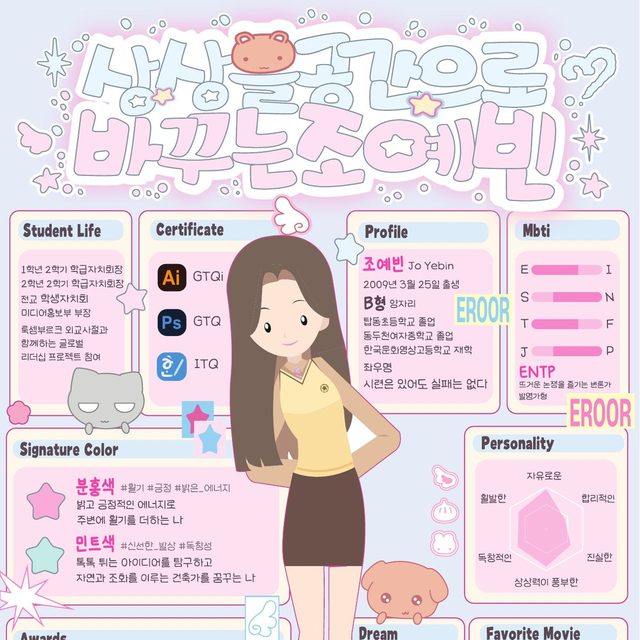 상상을 공간으로
바꾸는 조예빈
Student Life
1학년 2학기 학급자치회장
2학년 2학기 학급자치회장
전교 학생자치회
미디어홍보부 부장
룩셈부르크 외교사절과
함께하는 글로벌
리더십 프로젝트 참여
Certificate
Ai GTQi
Ps GTQ
한/ ITQ
Profile
조예빈 Jo Yebin
2009년 3월 25일 출생
B형 양자리
탑동초등학교 졸업
동두천여자중학교 졸업
한국문화영상고등학교 재학
좌우명
시련은 있어도 실패는 없다
EROOR
Mbti
E I
S N
T F
J P
ENTP
뜨거운 논쟁을 즐기는 변론가
발명가형
EROOR
Signature Color
분홍색 #활기 #긍정 #밝은_에너지
밝고 긍정적인 에너지로
주변에 활기를 더하는 나
민트색 #신선한_발상 #독창성
톡톡 튀는 아이디어를 탐구하고
자연과 조화를 이루는 건축가를 꿈꾸는 나
Personality
자유로운
활발한 합리적인
독창적인 진실한
상상력이 풍부한
Awards
Dream
Favorite Movie